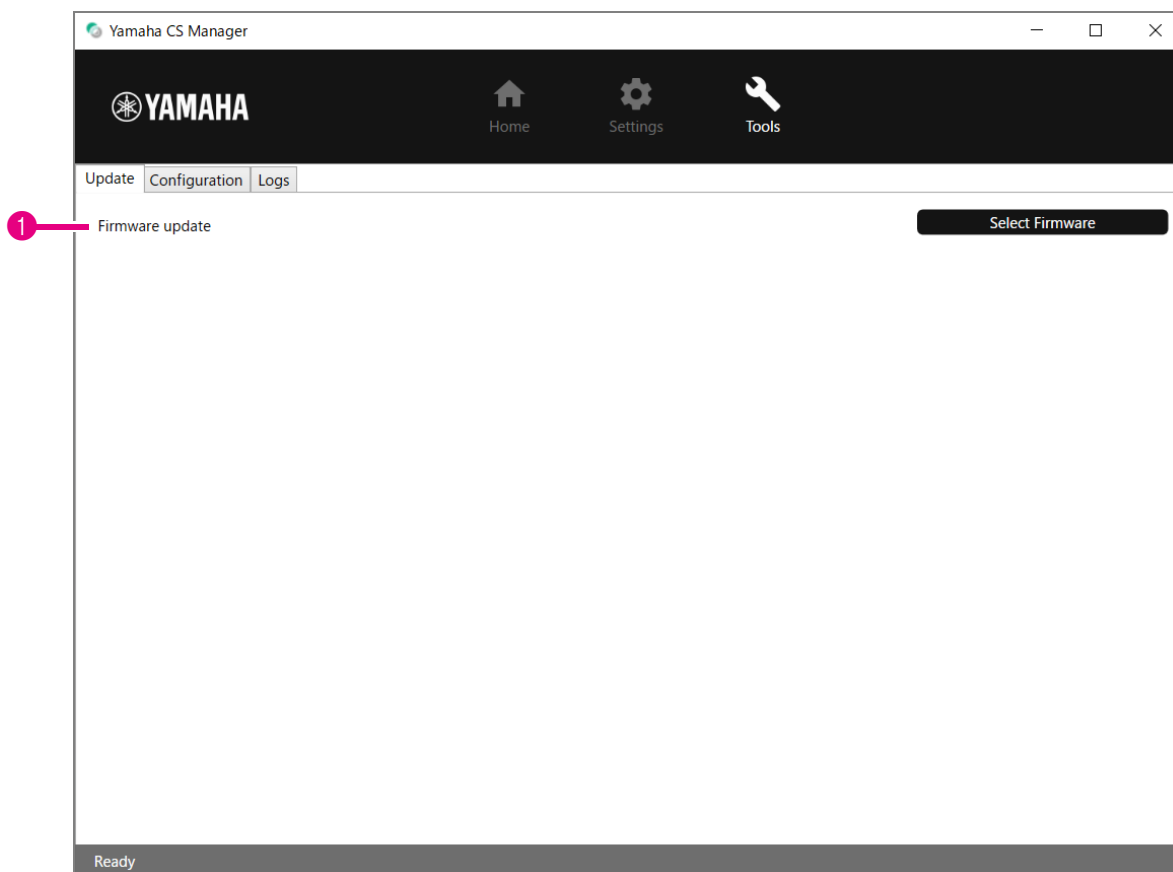 Yamaha CS Manager
YAMAHA
Home Settings Tools
Update Configuration Logs
1 Firmware update Select Firmware
Ready